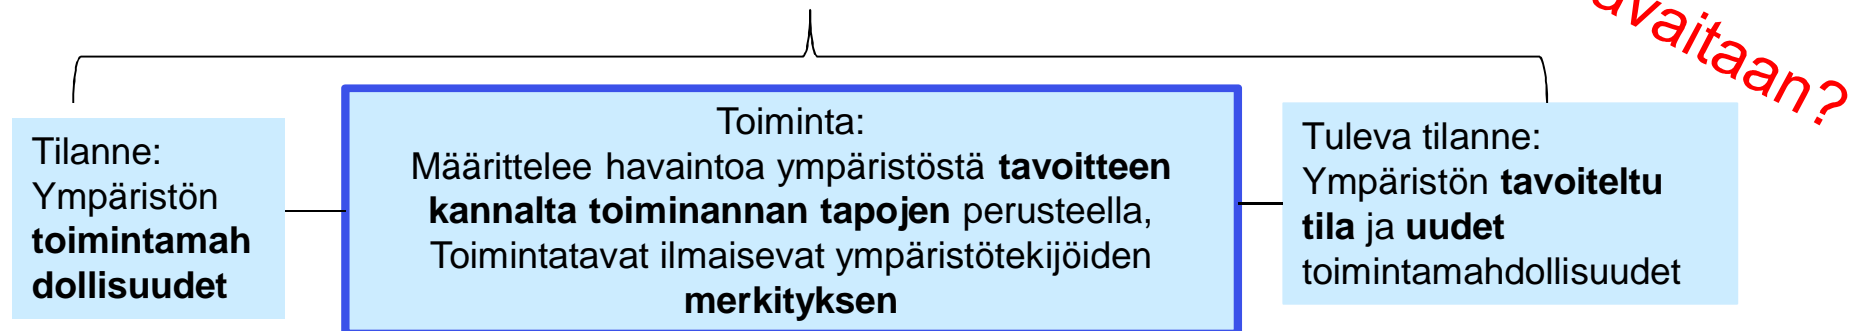 Tilanne:
Ympäristön
toimintamah
dollisuudet
Toiminta:
Määrittelee havaintoa ympäristöstä tavoitteen
kannalta toiminannan tapojen perusteella,
Toimintatavat ilmaisevat ympäristötekijöiden
merkityksen
Tuleva tilanne:
Ympäristön tavoiteltu
tila ja uudet
toimintamahdollisuudet